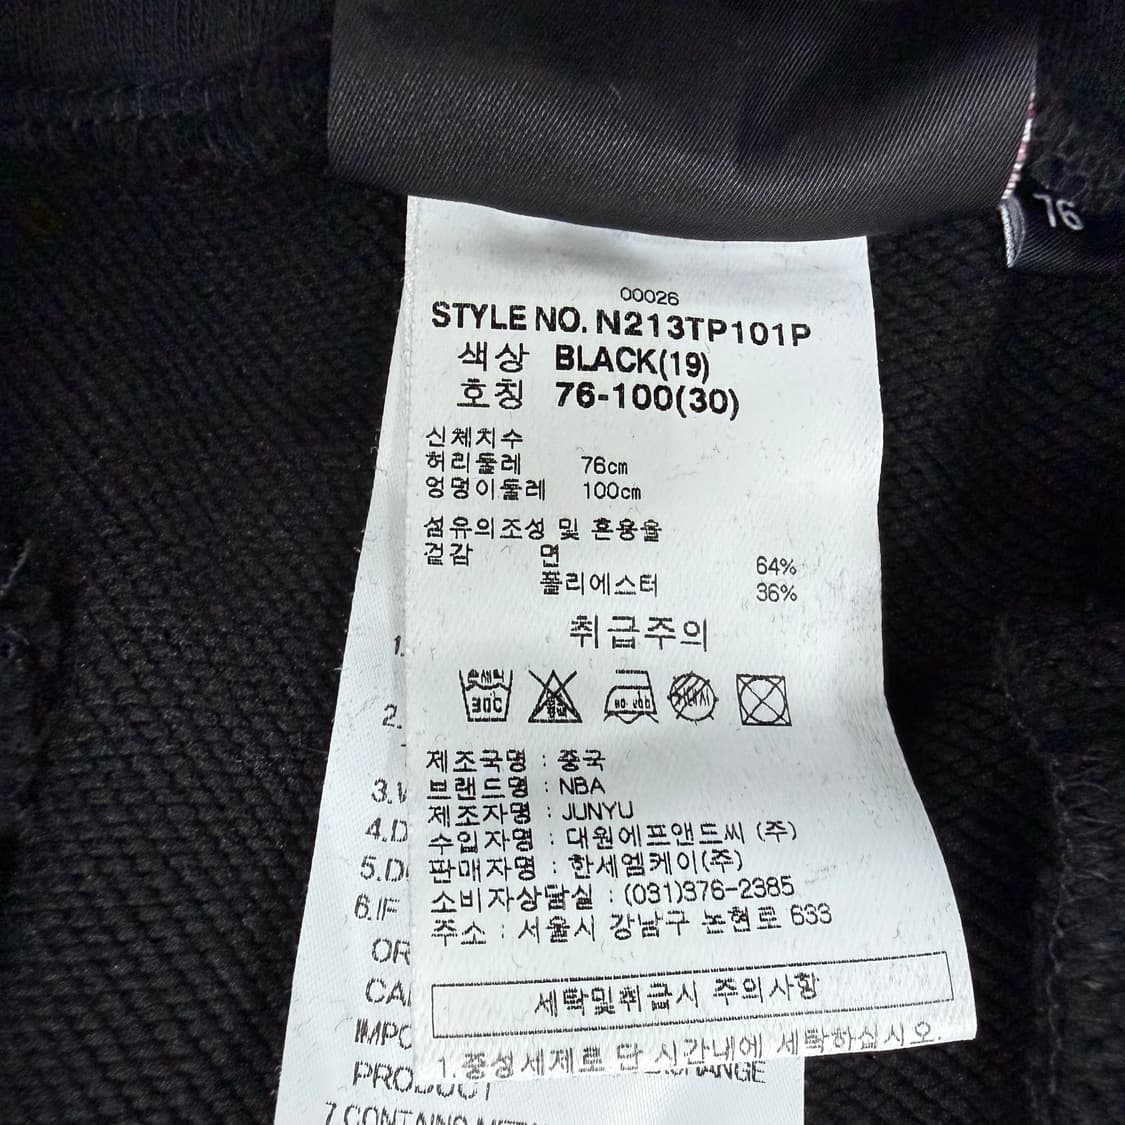 76
00026
STYLE NO. N213TP101P
색상 BLACK(19)
호칭 76-100(30)
신체치수
허리둘레 76cm
엉덩이둘레 100cm
섬유의조성 및 혼용율
겉감 면 64%
폴리에스터 36%
취급주의
30℃
제조국명 : 중국
브랜드명 : NBA
제조자명 : JUNYU
수입자명 : 대원에프앤드씨 (주)
판매자명 : 한세엠케이(주)
소비자상담실 : (031)376-2385
주소 : 서울시 강남구 논현로 633
세탁및취급시 주의사항
1.중성세제로 단 시간내에 세탁하십시오.
1.
2.
3.
4.D
5.D
6.IF
OR
CA
IMPO
PRODUCT
7.CONTAINS